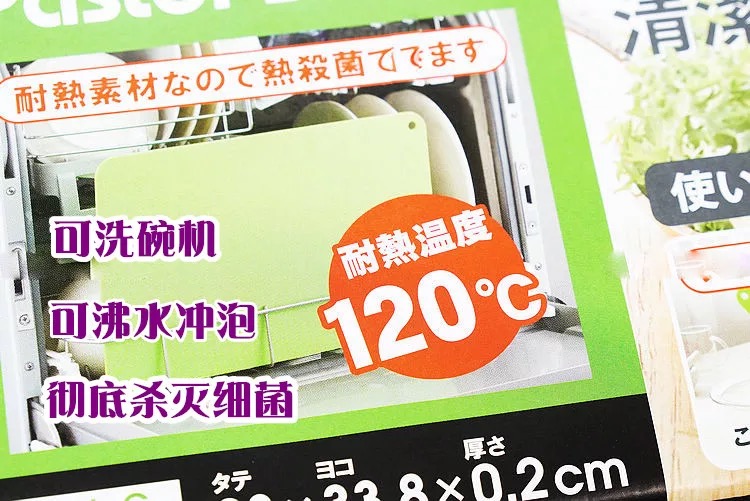 清
耐熱素材なので熱殺菌てできます
使い
耐熱温度
120℃
可洗碗机
可沸水冲泡
彻底杀灭细菌
タテ ヨコ 厚さ
8×0.2cm
こ